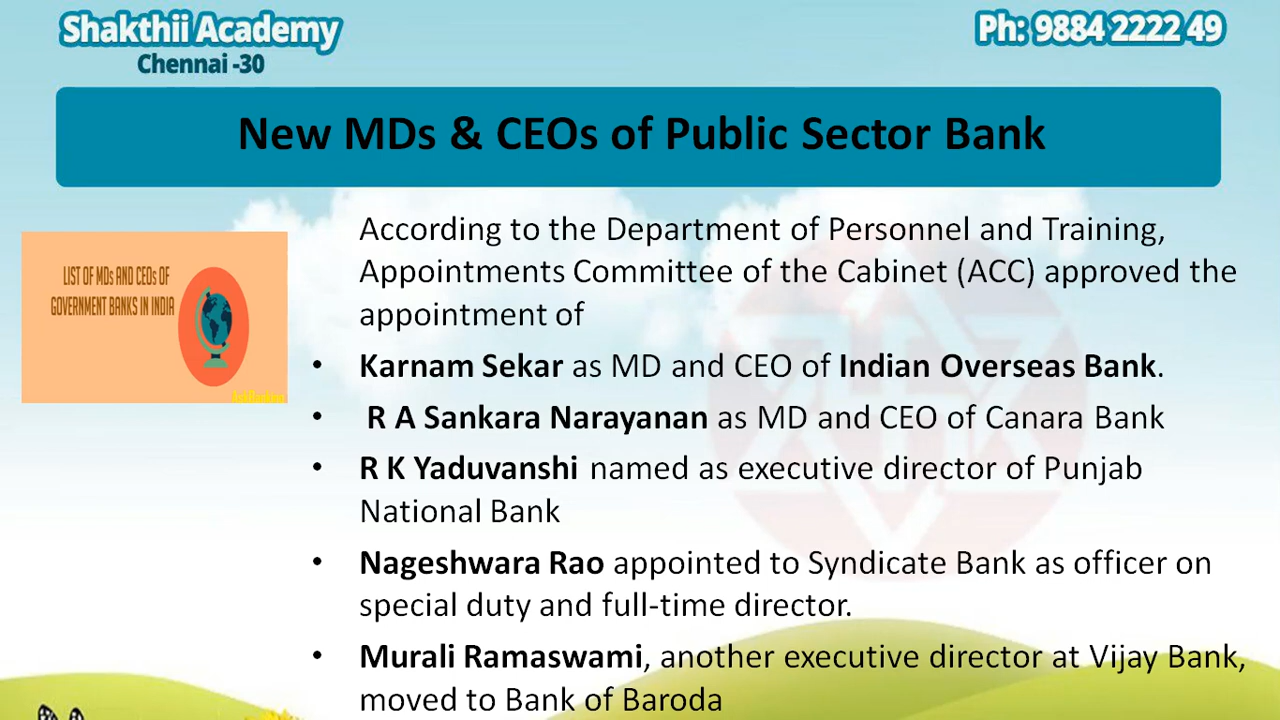 Shakthii Academy
Chennai -30
Ph: 9884 2222 49
New MDs & CEOs of Public Sector Bank
LIST OF MDs AND CEOs OF
GOVERNMENT BANKS IN INDIA
According to the Department of Personnel and Training,
Appointments Committee of the Cabinet (ACC) approved the
appointment of
• Karnam Sekar as MD and CEO of Indian Overseas Bank.
• R A Sankara Narayanan as MD and CEO of Canara Bank
• R K Yaduvanshi named as executive director of Punjab
National Bank
• Nageshwara Rao appointed to Syndicate Bank as officer on
special duty and full-time director.
• Murali Ramaswami, another executive director at Vijay Bank,
moved to Bank of Baroda